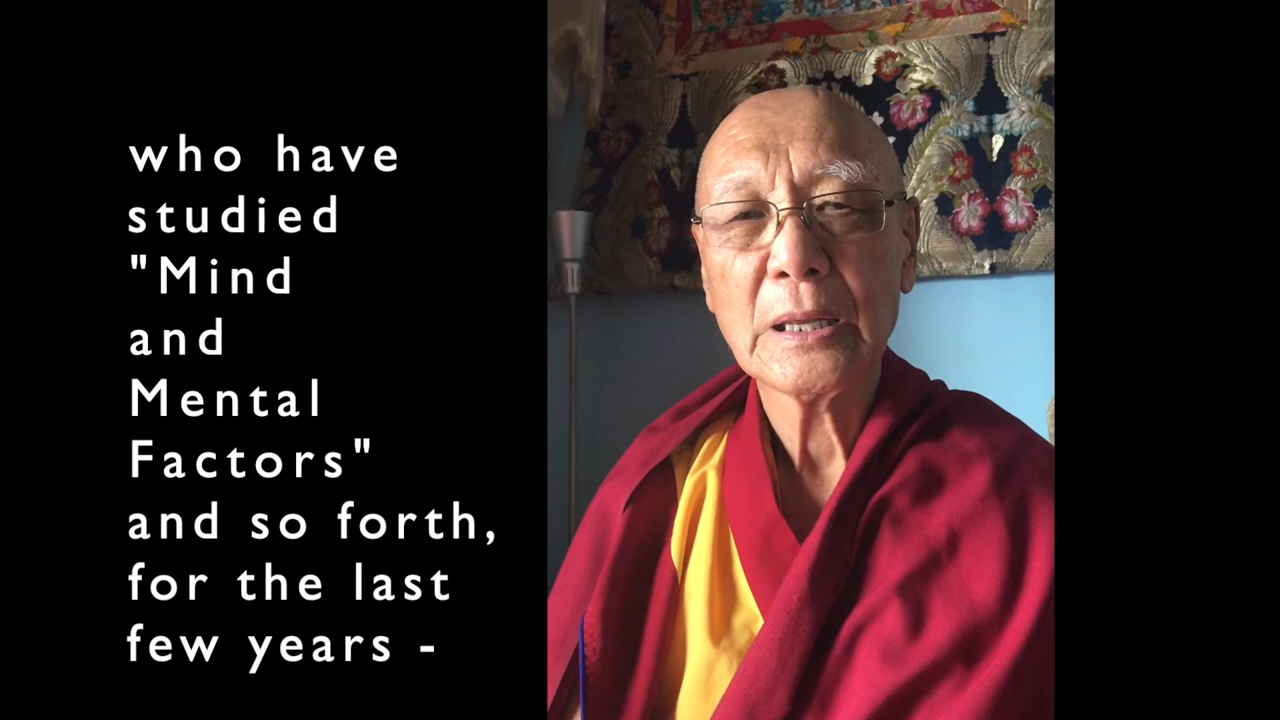 who have
studied
"Mind
and
Mental
Factors"
and so forth,
for the last
few years -